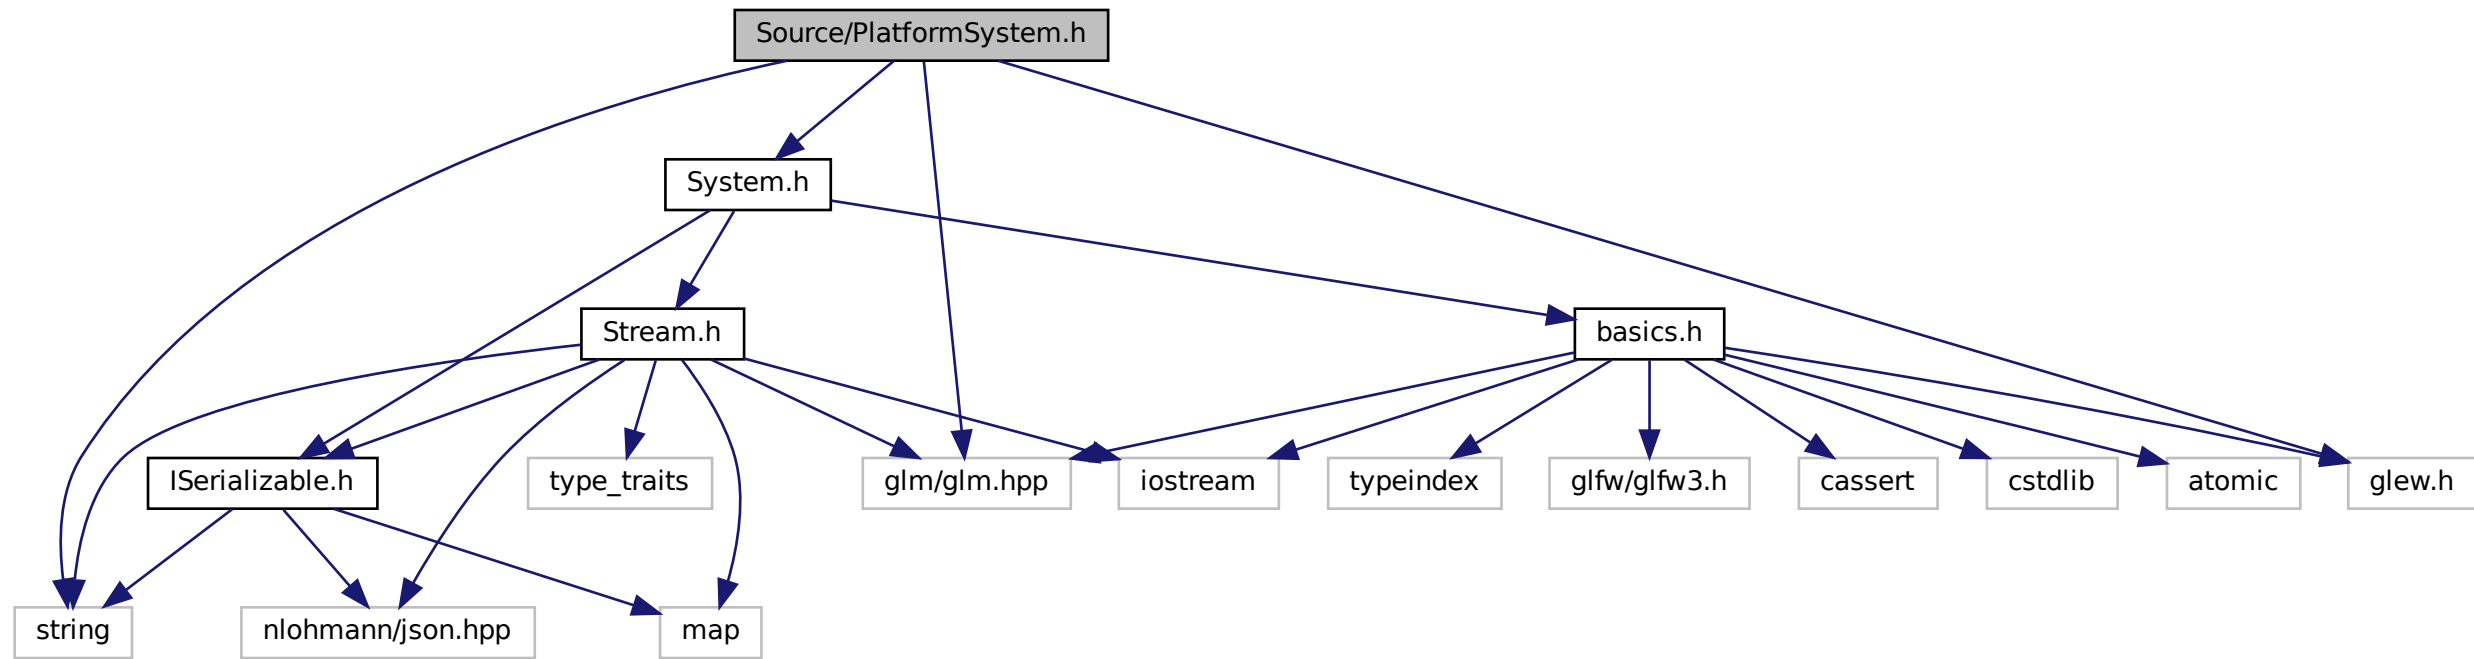 Source/PlatformSystem.h
System.h
Stream.h
basics.h
ISerializable.h
type_traits
glm/glm.hpp
iostream
typeindex
glfw/glfw3.h
cassert
cstdlib
atomic
glew.h
string
nlohmann/json.hpp
map